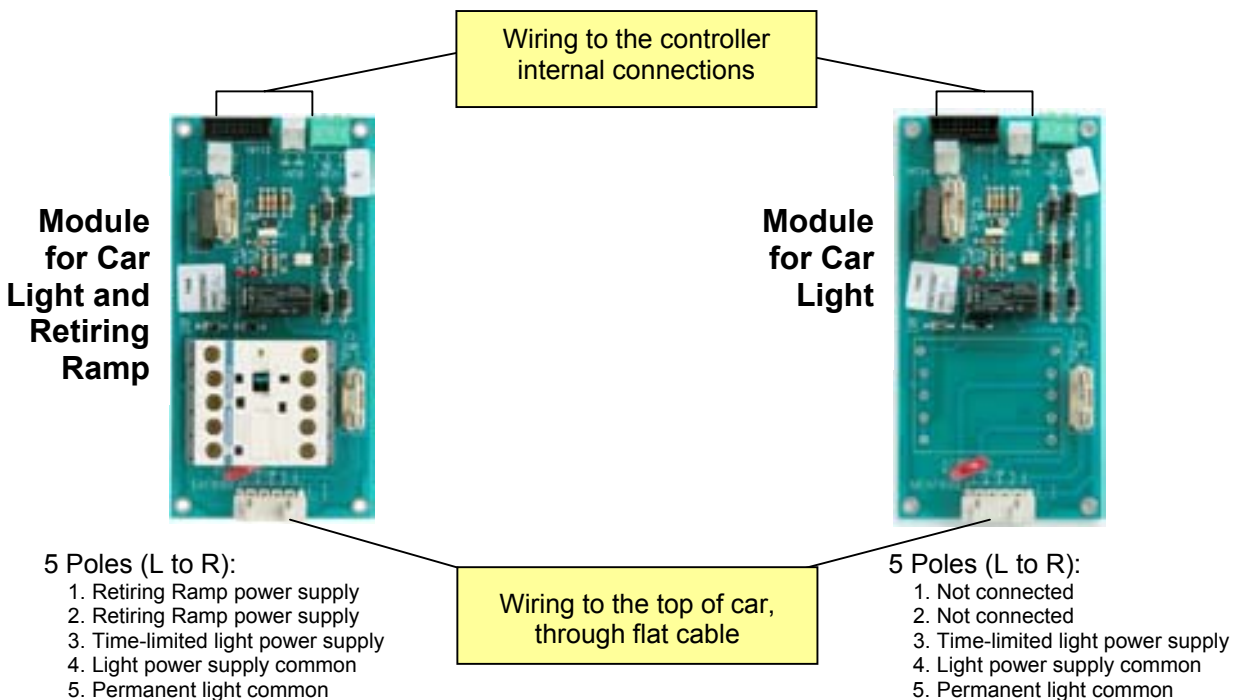 Wiring to the controller
internal connections
Module
for Car
Light and
Retiring
Ramp
Module
for Car
Light
5 Poles (L to R):
1. Retiring Ramp power supply
2. Retiring Ramp power supply
3. Time-limited light power supply
4. Light power supply common
5. Permanent light common
Wiring to the top of car,
through flat cable
5 Poles (L to R):
1. Not connected
2. Not connected
3. Time-limited light power supply
4. Light power supply common
5. Permanent light common